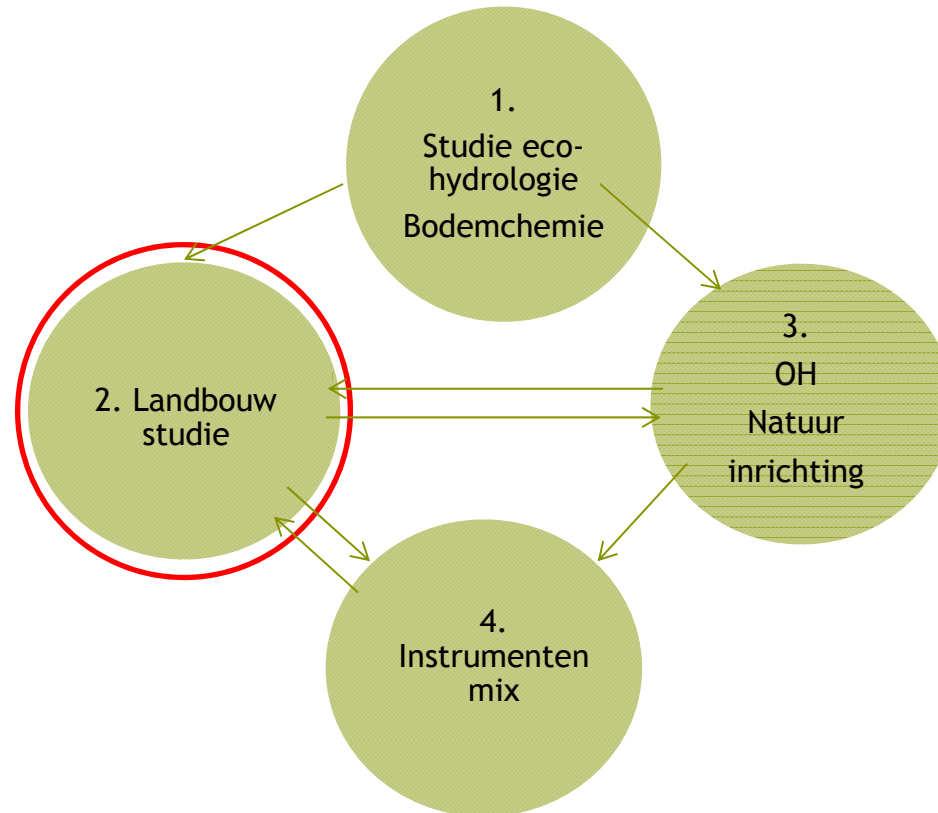 1.
Studie eco-
hydrologie
Bodemchemie
2. Landbouw
studie
3.
OH
Natuur
inrichting
4.
Instrumenten
mix